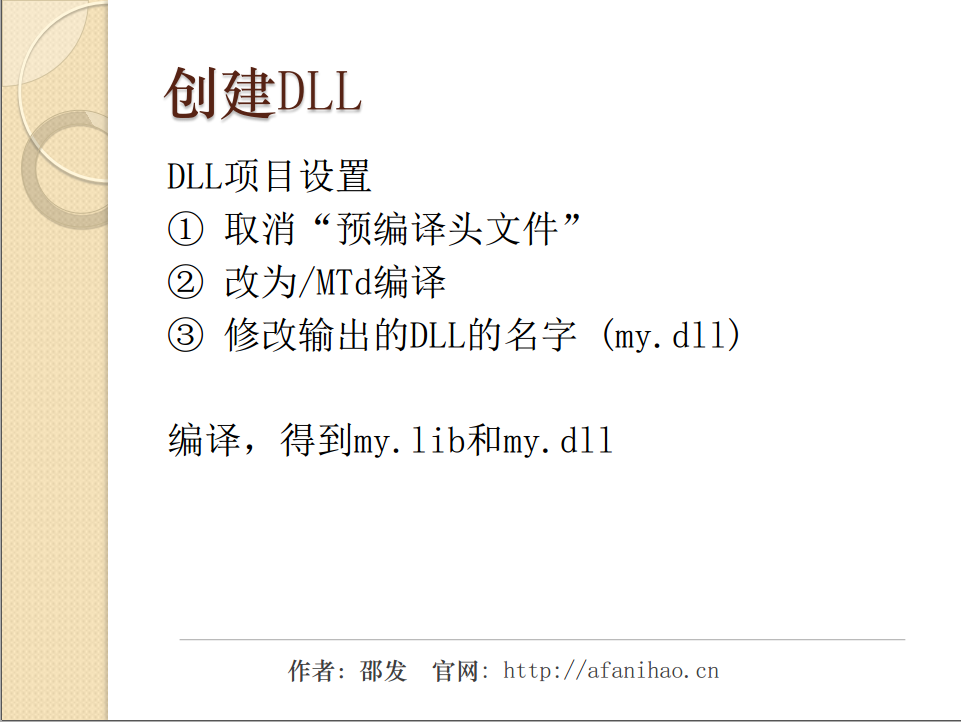 创建DLL
DLL项目设置
① 取消“预编译头文件”
② 改为/MTd编译
③ 修改输出的DLL的名字 (my.dll)
编译，得到my.lib和my.dll
作者：邵发 官网：http://afanihao.cn